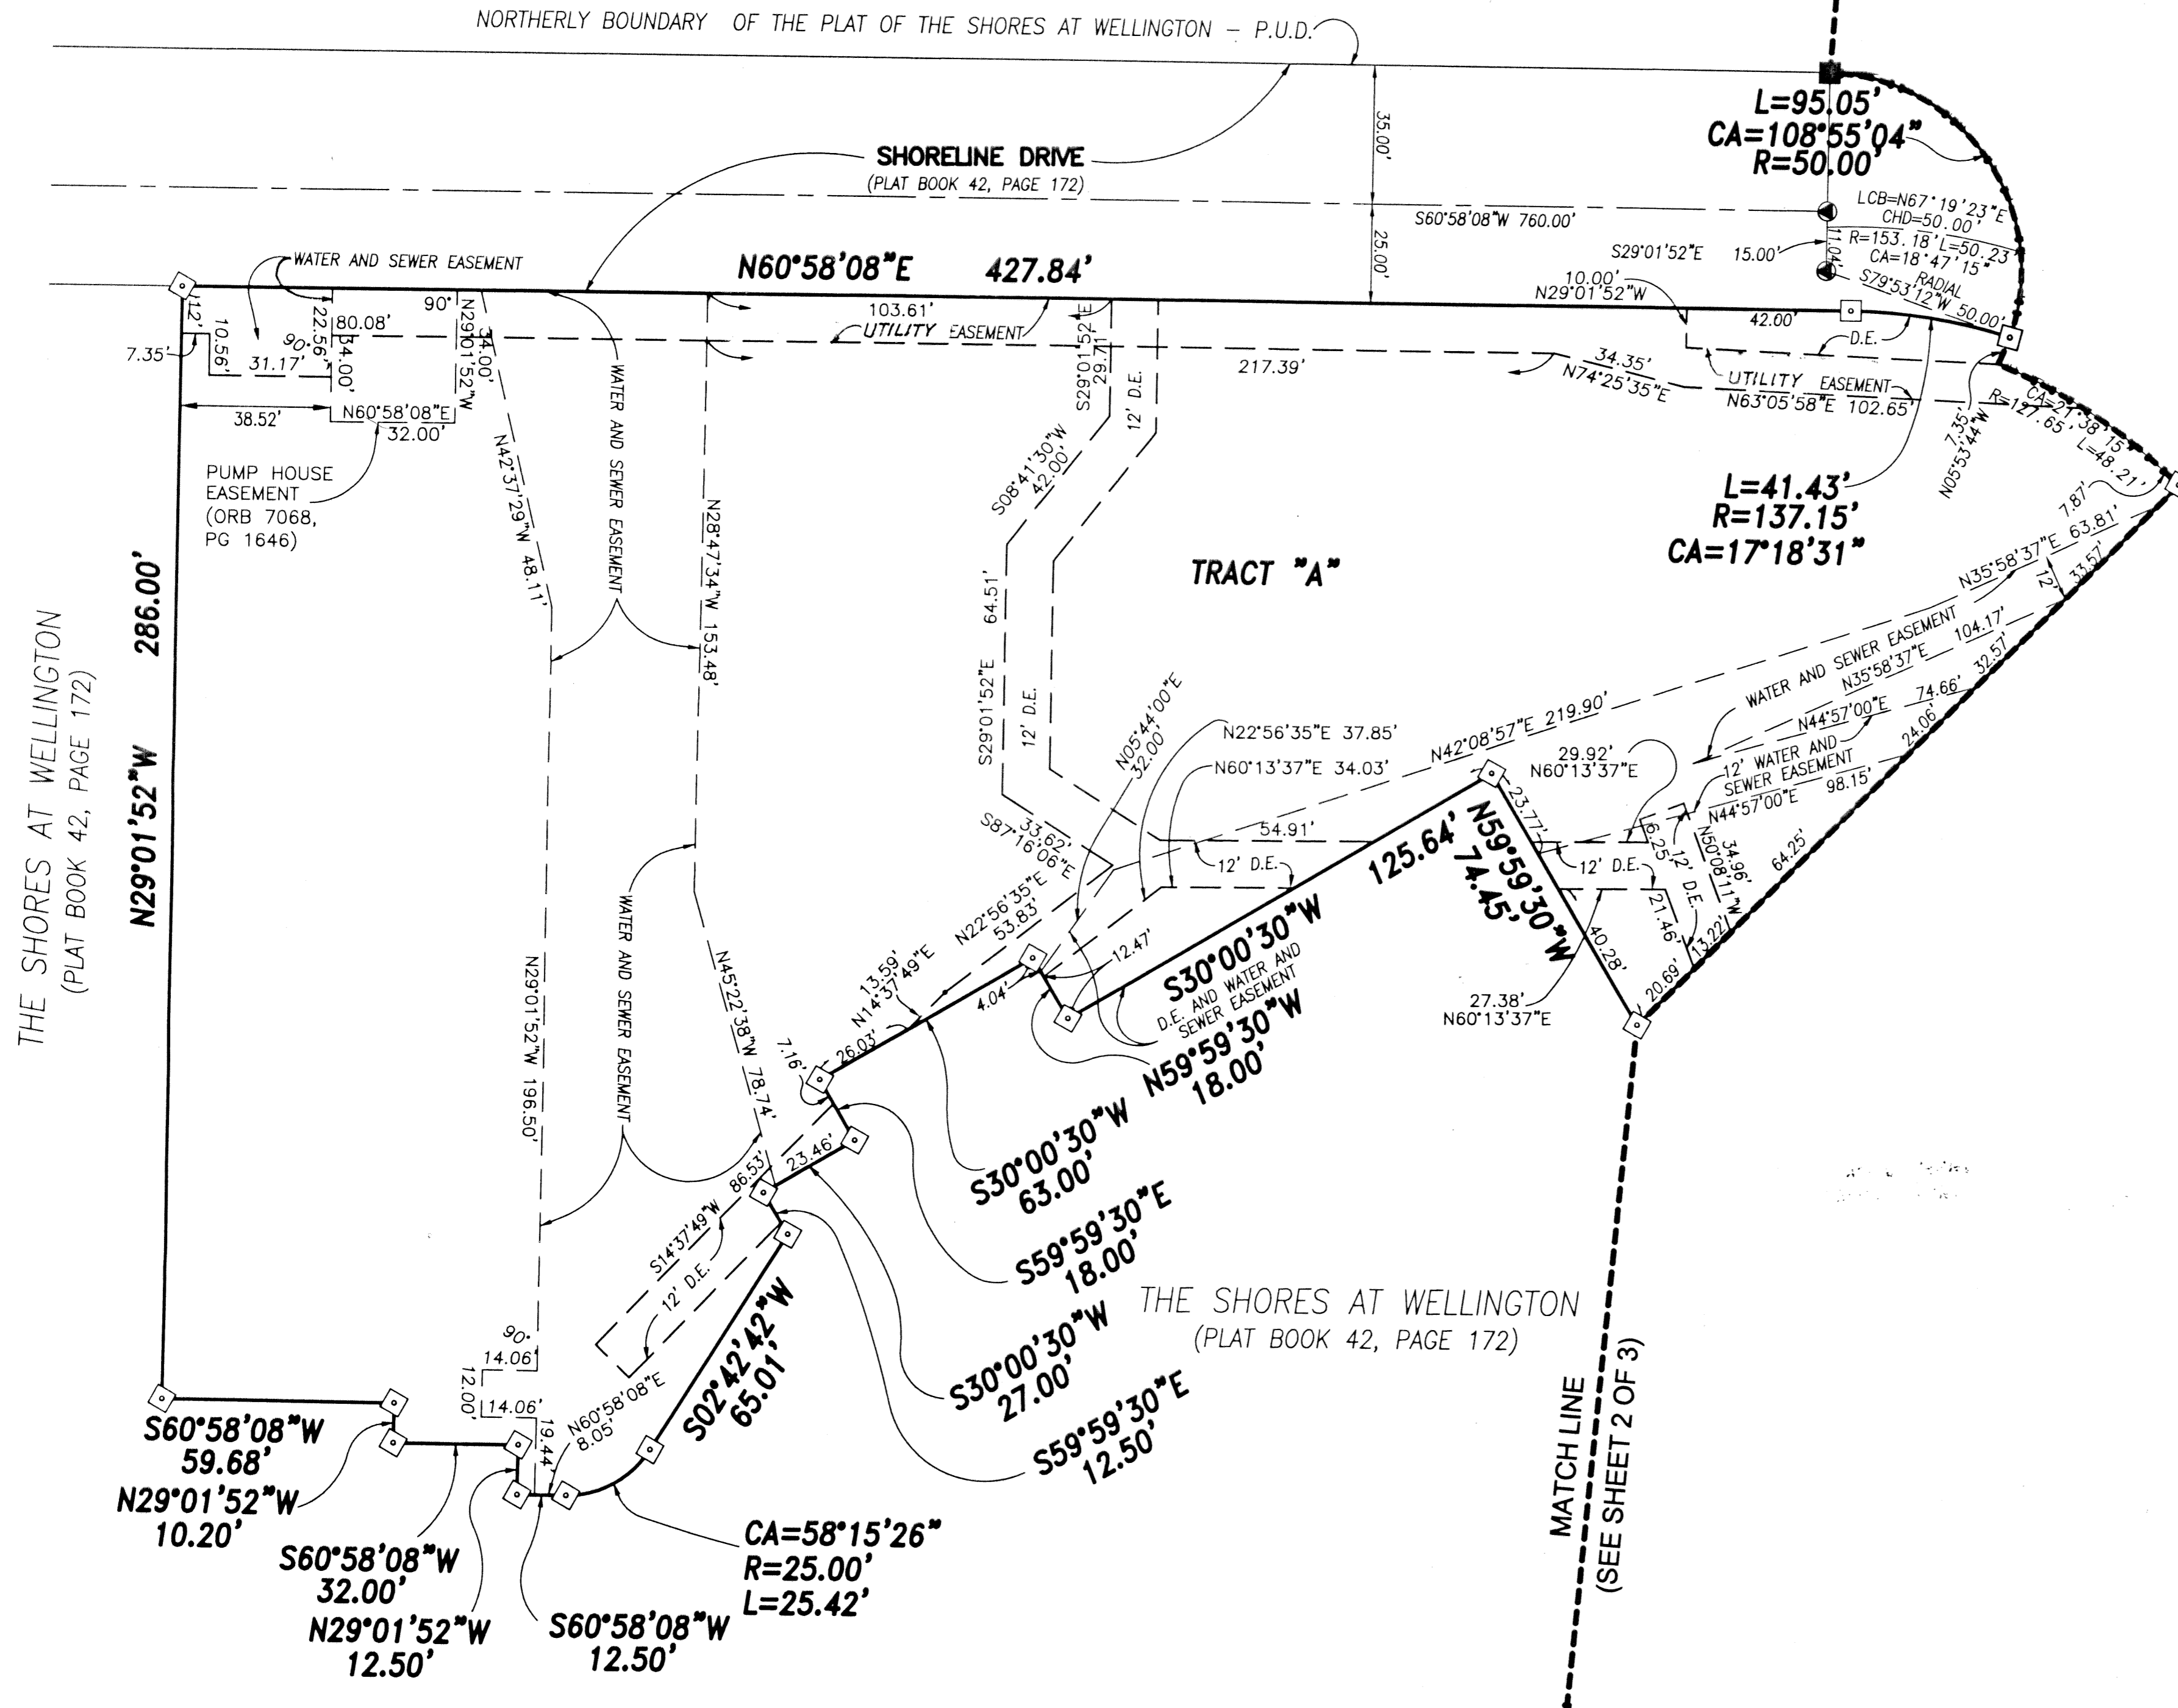 NORTHERLY BOUNDARY OF THE PLAT OF THE SHORES AT WELLINGTON – P.U.D.
L=95.05'
CA=108°55'04"
R=50.00'
35.00'
SHORELINE DRIVE
(PLAT BOOK 42, PAGE 172)
S60°58'08"W 760.00'
25.00'
LCB=N67°19'23"E
CHD=50.00'
R=153.18' L=50.23'
CA=18°47'15"
RADIAL
S79°53'12"W 50.00'
11.04'
S29°01'52"E 15.00'
WATER AND SEWER EASEMENT
N60°58'08"E 427.84'
10.00'
N29°01'52"W
42.00'
D.E.
12'
10.56'
7.35'
31.17'
22.56'
90°
80.08'
34.00'
90°
N29°01'52"W
34.00'
38.52'
N60°58'08"E
32.00'
PUMP HOUSE
EASEMENT
(ORB 7068,
PG 1646)
103.61'
UTILITY EASEMENT
S29°01'52"E
29.71'
12' D.E.
217.39'
34.35'
N74°25'35"E
UTILITY EASEMENT
N63°05'58"E 102.65'
7.35'
N05°53'44"W
CA=21°38'15"
R=127.65'
L=48.21'
N42°37'29"W 48.11'
WATER AND SEWER EASEMENT
N28°47'34"W 153.48'
S08°41'30"W
42.00'
L=41.43'
R=137.15'
CA=17°18'31"
7.87'
N35°58'37"E 63.81'
12'
33.57'
TRACT "A"
THE SHORES AT WELLINGTON
(PLAT BOOK 42, PAGE 172)
N29°01'52"W 286.00'
S29°01'52"E 64.51'
12' D.E.
WATER AND SEWER EASEMENT
104.17'
N35°58'37"E
32.57'
N44°57'00"E 74.66'
24.06'
12' WATER AND
SEWER EASEMENT
N44°57'00"E 98.15'
64.25'
N05°44'00"E
32.00'
N22°56'35"E 37.85'
N60°13'37"E 34.03'
N42°08'57"E 219.90'
29.92'
N60°13'37"E
33.62'
S87°16'06"E
54.91'
12' D.E.
125.64'
S30°00'30"W
N59°59'30"W
74.45'
23.77'
12' D.E.
6.25'
12' D.E.
34.96'
N50°08'11"W
21.46'
13.22'
20.69'
40.28'
27.38'
N60°13'37"E
N22°56'35"E
53.83'
13.59'
N14°37'49"E
4.04'
12.47'
D.E. AND WATER AND
SEWER EASEMENT
N59°59'30"W
18.00'
WATER AND SEWER EASEMENT
N29°01'52"W 196.50'
N45°22'38"W 78.74'
7.16'
26.03'
S30°00'30"W
63.00'
23.46'
86.53'
S14°37'49"W
12' D.E.
S59°59'30"E
18.00'
S30°00'30"W
27.00'
S59°59'30"E
12.50'
THE SHORES AT WELLINGTON
(PLAT BOOK 42, PAGE 172)
MATCH LINE
(SEE SHEET 2 OF 3)
90°
14.06'
12.00'
14.06'
19.44'
N60°58'08"E
8.05'
S02°42'42"W
65.01'
S60°58'08"W
59.68'
N29°01'52"W
10.20'
S60°58'08"W
32.00'
N29°01'52"W
12.50'
S60°58'08"W
12.50'
CA=58°15'26"
R=25.00'
L=25.42'